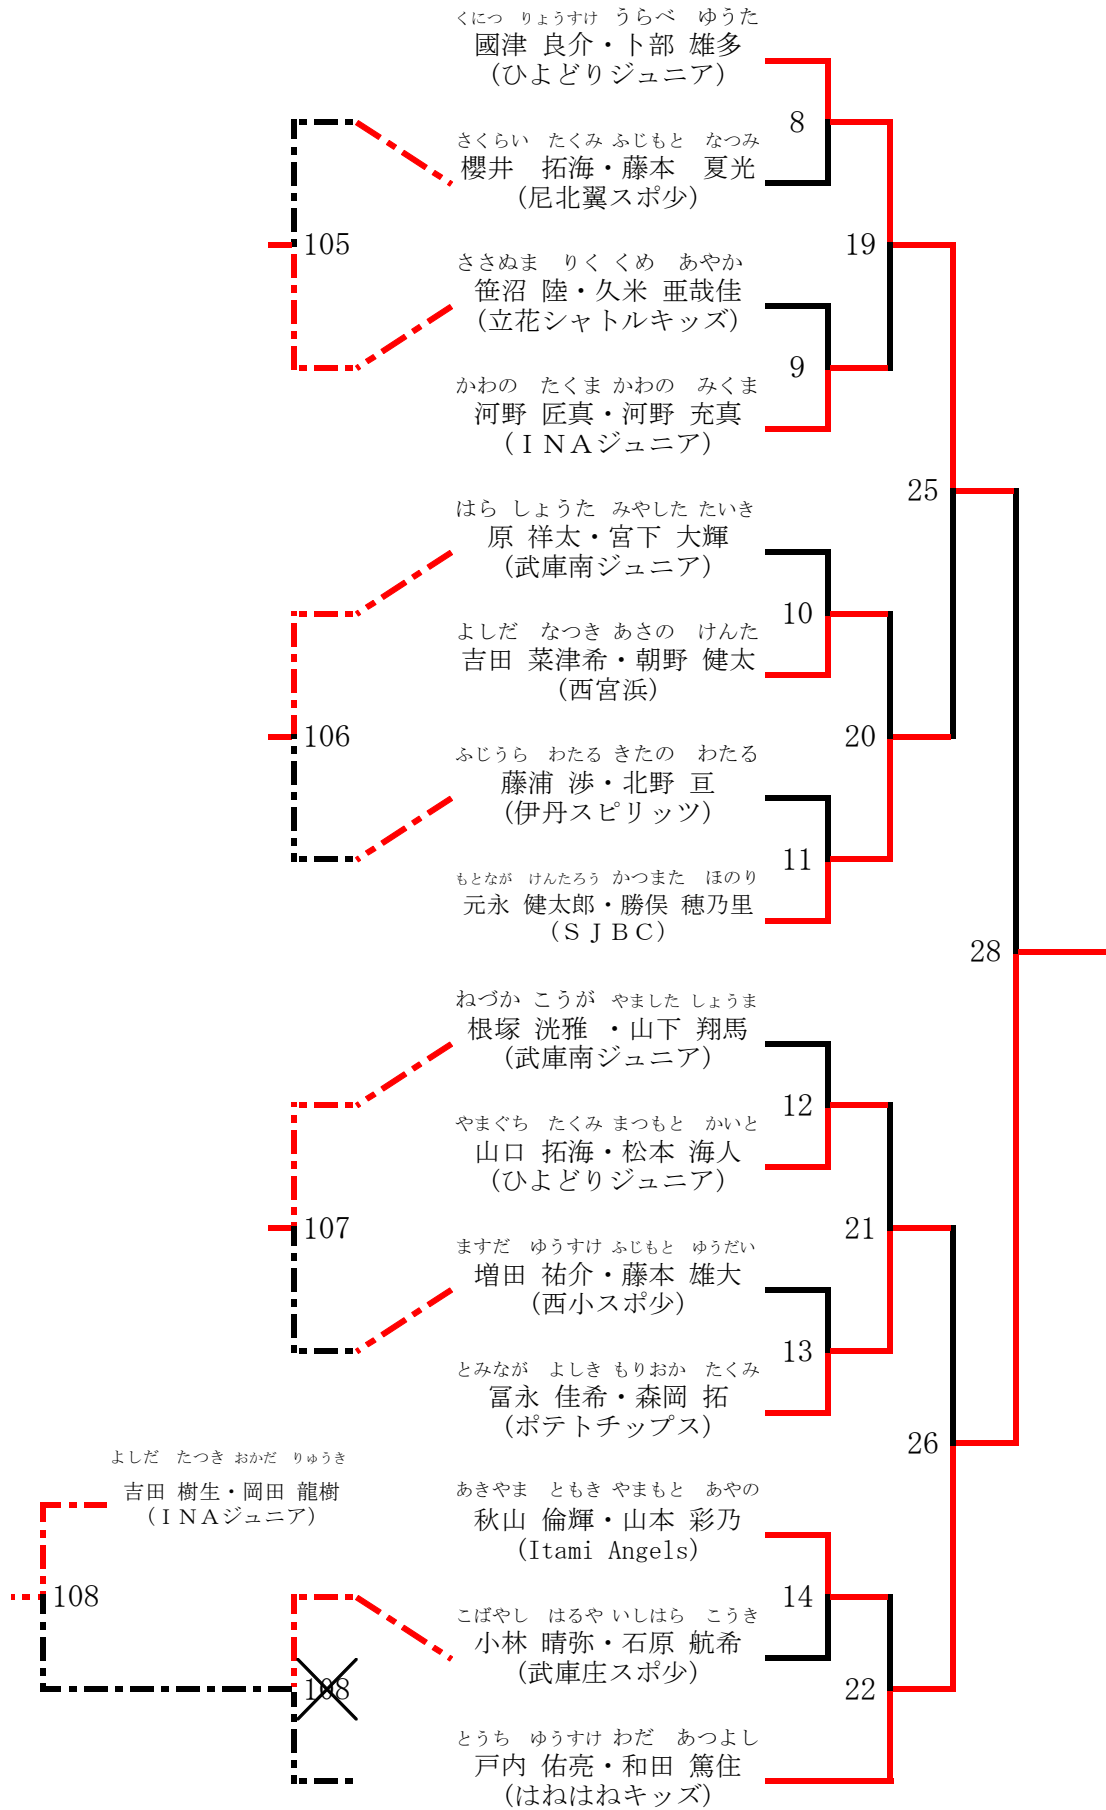 くにつ　りょうすけ うらべ　ゆうた
國津 良介・卜部 雄多
(ひよどりジュニア)
8
さくらい　たくみ ふじもと　なつみ
櫻井　拓海・藤本　夏光
(尼北翼スポ少)
105
19
ささぬま　りく くめ　あやか
笹沼 陸・久米 亜哉佳
(立花シャトルキッズ)
9
かわの　たくま かわの　みくま
河野 匠真・河野 充真
(ＩＮＡジュニア)
25
はら しょうた みやした たいき
原 祥太・宮下 大輝
(武庫南ジュニア)
10
よしだ　なつき あさの　けんた
吉田 菜津希・朝野 健太
(西宮浜)
106
20
ふじうら　わたる きたの　わたる
藤浦 渉・北野 亘
(伊丹スピリッツ)
11
もとなが　けんたろう かつまた　ほのり
元永 健太郎・勝俣 穂乃里
(ＳＪＢＣ)
28
ねづか こうが やました しょうま
根塚 洸雅 ・山下 翔馬
(武庫南ジュニア)
12
やまぐち　たくみ まつもと　かいと
山口 拓海・松本 海人
(ひよどりジュニア)
107
21
ますだ　ゆうすけ ふじもと　ゆうだい
増田 祐介・藤本 雄大
(西小スポ少)
13
とみなが　よしき もりおか　たくみ
冨永 佳希・森岡 拓
(ポテトチップス)
26
よしだ　たつき おかだ　りゅうき
吉田 樹生・岡田 龍樹
(ＩＮＡジュニア)
あきやま　ともき やまもと　あやの
秋山 倫輝・山本 彩乃
(Itami Angels)
108
14
こばやし　はるや いしはら　こうき
小林 晴弥・石原 航希
(武庫庄スポ少)
108
22
とうち　ゆうすけ わだ　あつよし
戸内 佑亮・和田 篤住
(はねはねキッズ)